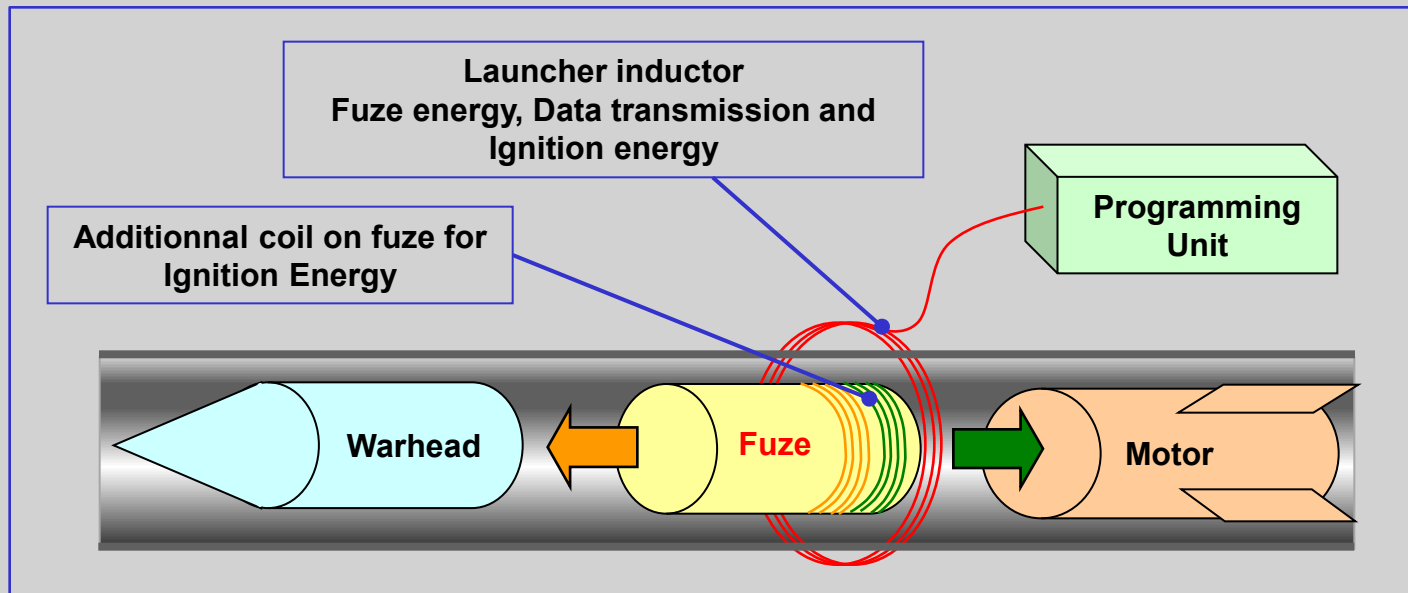 Launcher inductor
Fuze energy, Data transmission and
Ignition energy
Additionnal coil on fuze for
Ignition Energy
Programming
Unit
Warhead
Fuze
Motor